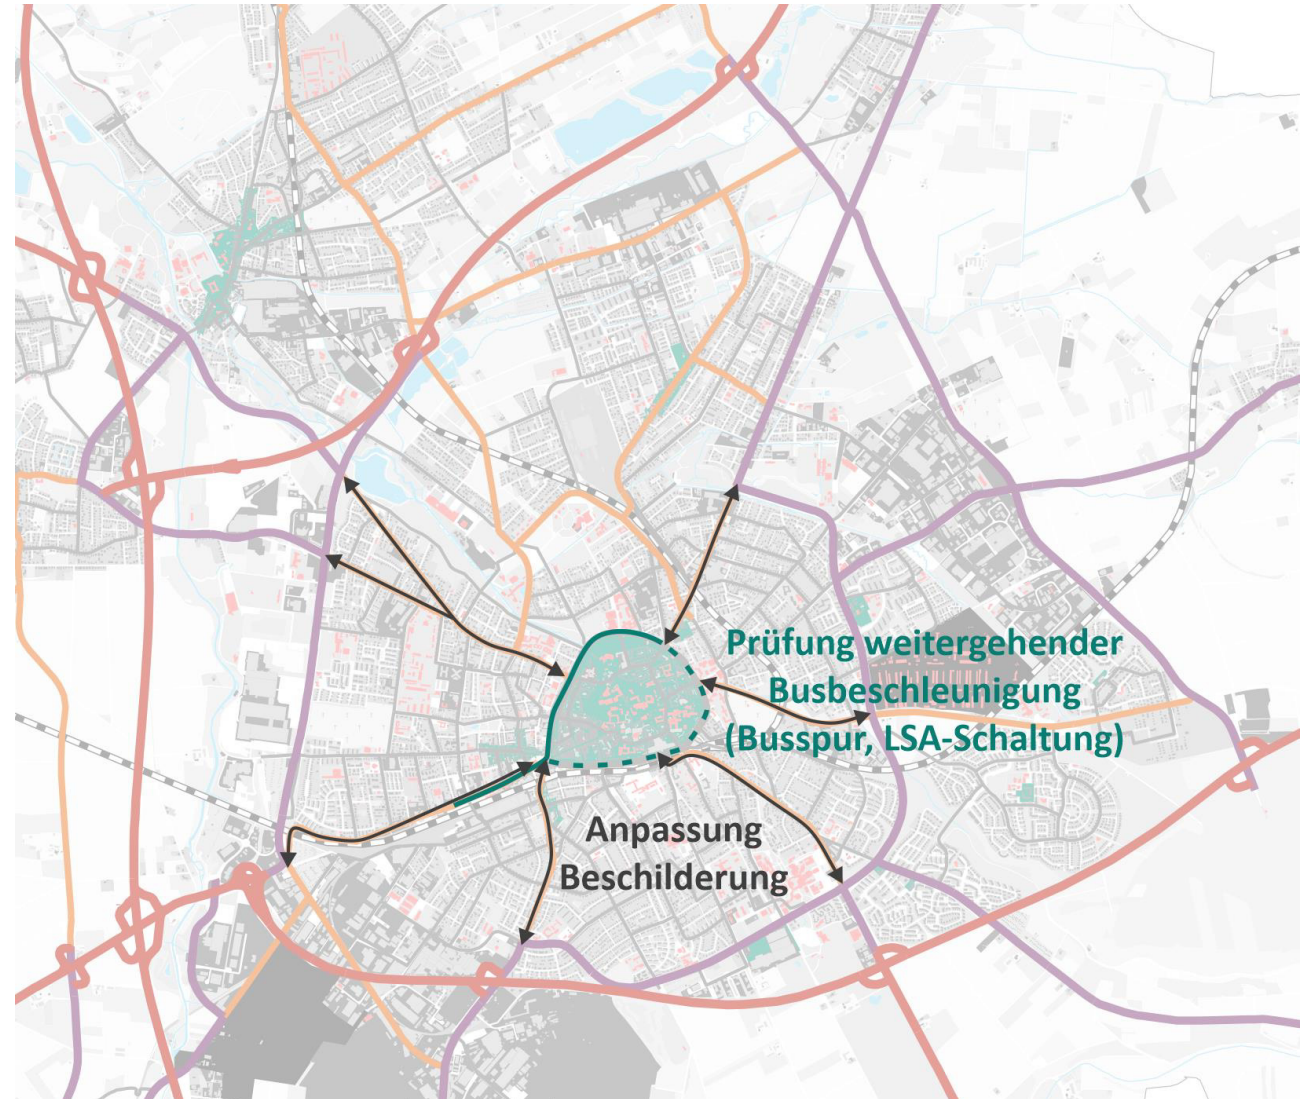 Prüfung weitergehender
Busbeschleunigung
(Busspur, LSA-Schaltung)
Anpassung
Beschilderung